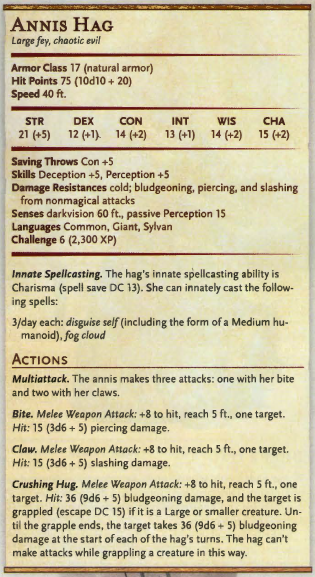 ANNIS HAG
Large fey, chaotic evil
Armor Class 17 (natural armor)
Hit Points 75 (10d10 + 20)
Speed 40 ft.
STR DEX CON INT WIS CHA
21 (+5) 12 (+1). 14 (+2) 13 (+1) 14 (+2) 15 (+2)
Saving Throws Con +5
Skills Deception +5, Perception +5
Damage Resistances cold; bludgeoning, piercing, and slashing
from nonmagical attacks
Senses darkvision 60 ft., passive Perception 15
Languages Common, Giant, Sylvan
Challenge 6 (2,300 XP)
Innate Spellcasting. The hag's innate spellcasting ability is
Charisma (spell save DC 13). She can innately cast the follow-
ing spells:
3/day each: disguise self (including the form of a Medium hu-
manoid), fog cloud
ACTIONS
Multiattack. The annis makes three attacks: one with her bite
and two with her claws.
Bite. Melee Weapon Attack: +8 to hit, reach 5 ft., one target.
Hit: 15 (3d6 + 5) piercing damage.
Claw. Melee Weapon Attack: +8 to hit, reach 5 ft., one target.
Hit: 15 (3d6 + 5) slashing damage.
Crushing Hug. Melee Weapon Attack: +8 to hit, reach 5 ft., one
target. Hit: 36 (9d6 + 5) bludgeoning damage, and the target is
grappled (escape DC 15) if it is a Large or smaller creature. Un-
til the grapple ends, the target takes 36 (9d6 + 5) bludgeoning
damage at the start of each of the hag's turns. The hag can't
make attacks while grappling a creature in this way.